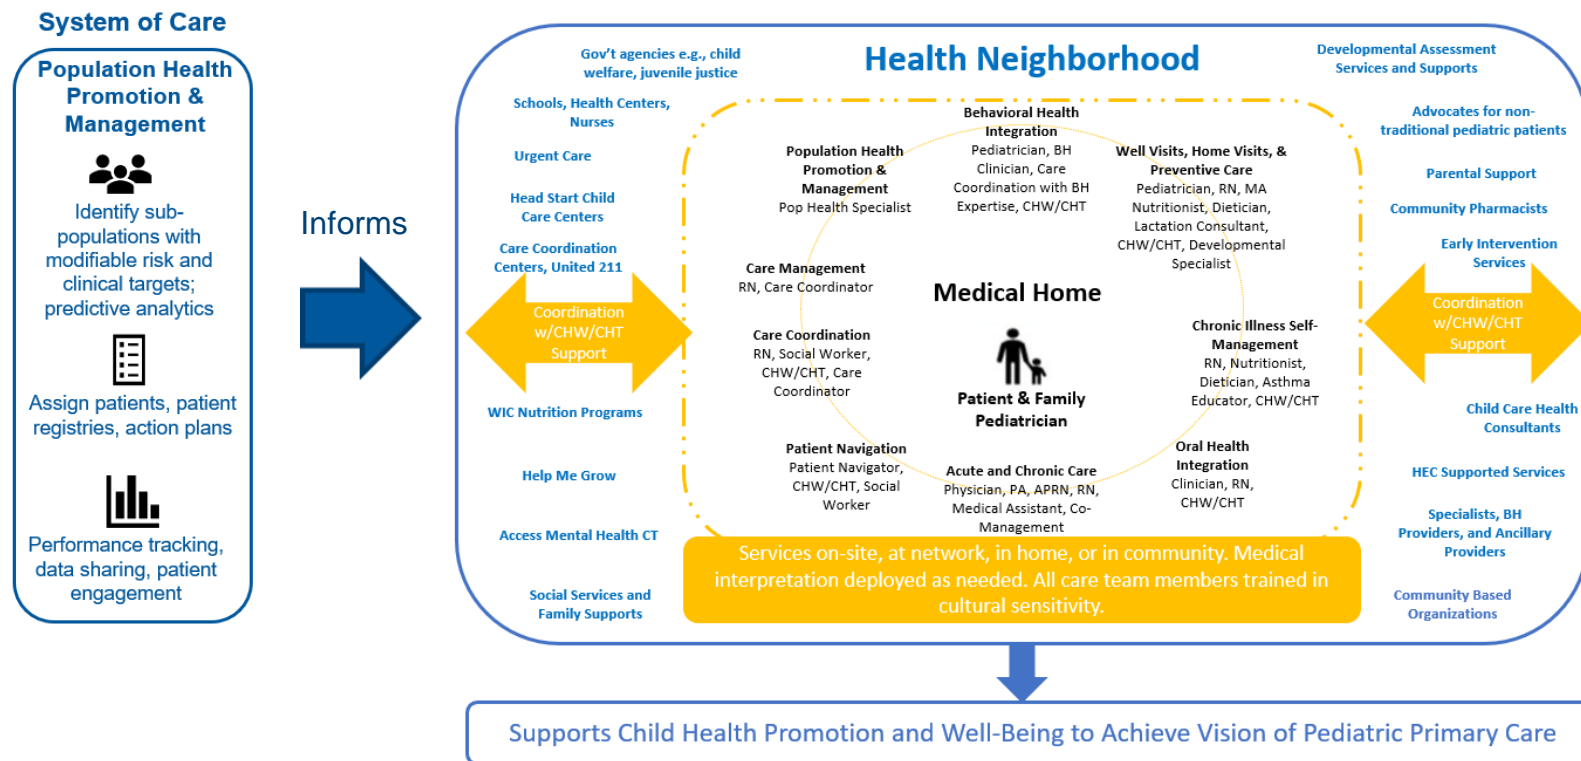 System of Care
Population Health
Promotion &
Management
Identify sub-
populations with
modifiable risk and
clinical targets;
predictive analytics
Assign patients, patient
registries, action plans
Performance tracking,
data sharing, patient
engagement
Informs
Health Neighborhood
Gov't agencies e.g., child
welfare, juvenile justice
Schools, Health Centers,
Nurses
Urgent Care
Head Start Child
Care Centers
Care Coordination
Centers, United 211
Coordination
w/CHW/CHT
Support
WIC Nutrition Programs
Help Me Grow
Access Mental Health CT
Social Services and
Family Supports
Behavioral Health
Integration
Pediatrician, BH
Clinician, Care
Coordination with BH
Expertise, CHW/CHT
Population Health
Promotion &
Management
Pop Health Specialist
Well Visits, Home Visits, &
Preventive Care
Pediatrician, RN, MA
Nutritionist, Dietician,
Lactation Consultant,
CHW/CHT, Developmental
Specialist
Care Management
RN, Care Coordinator
Medical Home
Patient & Family
Pediatrician
Care Coordination
RN, Social Worker,
CHW/CHT, Care
Coordinator
Chronic Illness Self-
Management
RN, Nutritionist,
Dietician, Asthma
Educator, CHW/CHT
Patient Navigation
Patient Navigator,
CHW/CHT, Social
Worker
Acute and Chronic Care
Physician, PA, APRN, RN,
Medical Assistant, Co-
Management
Oral Health
Integration
Clinician, RN,
CHW/CHT
Services on-site, at network, in home, or in community. Medical
interpretation deployed as needed. All care team members trained in
cultural sensitivity.
Developmental Assessment
Services and Supports
Advocates for non-
traditional pediatric patients
Parental Support
Community Pharmacists
Early Intervention
Services
Coordination
w/CHW/CHT
Support
Child Care Health
Consultants
HEC Supported Services
Specialists, BH
Providers, and Ancillary
Providers
Community Based
Organizations
Supports Child Health Promotion and Well-Being to Achieve Vision of Pediatric Primary Care